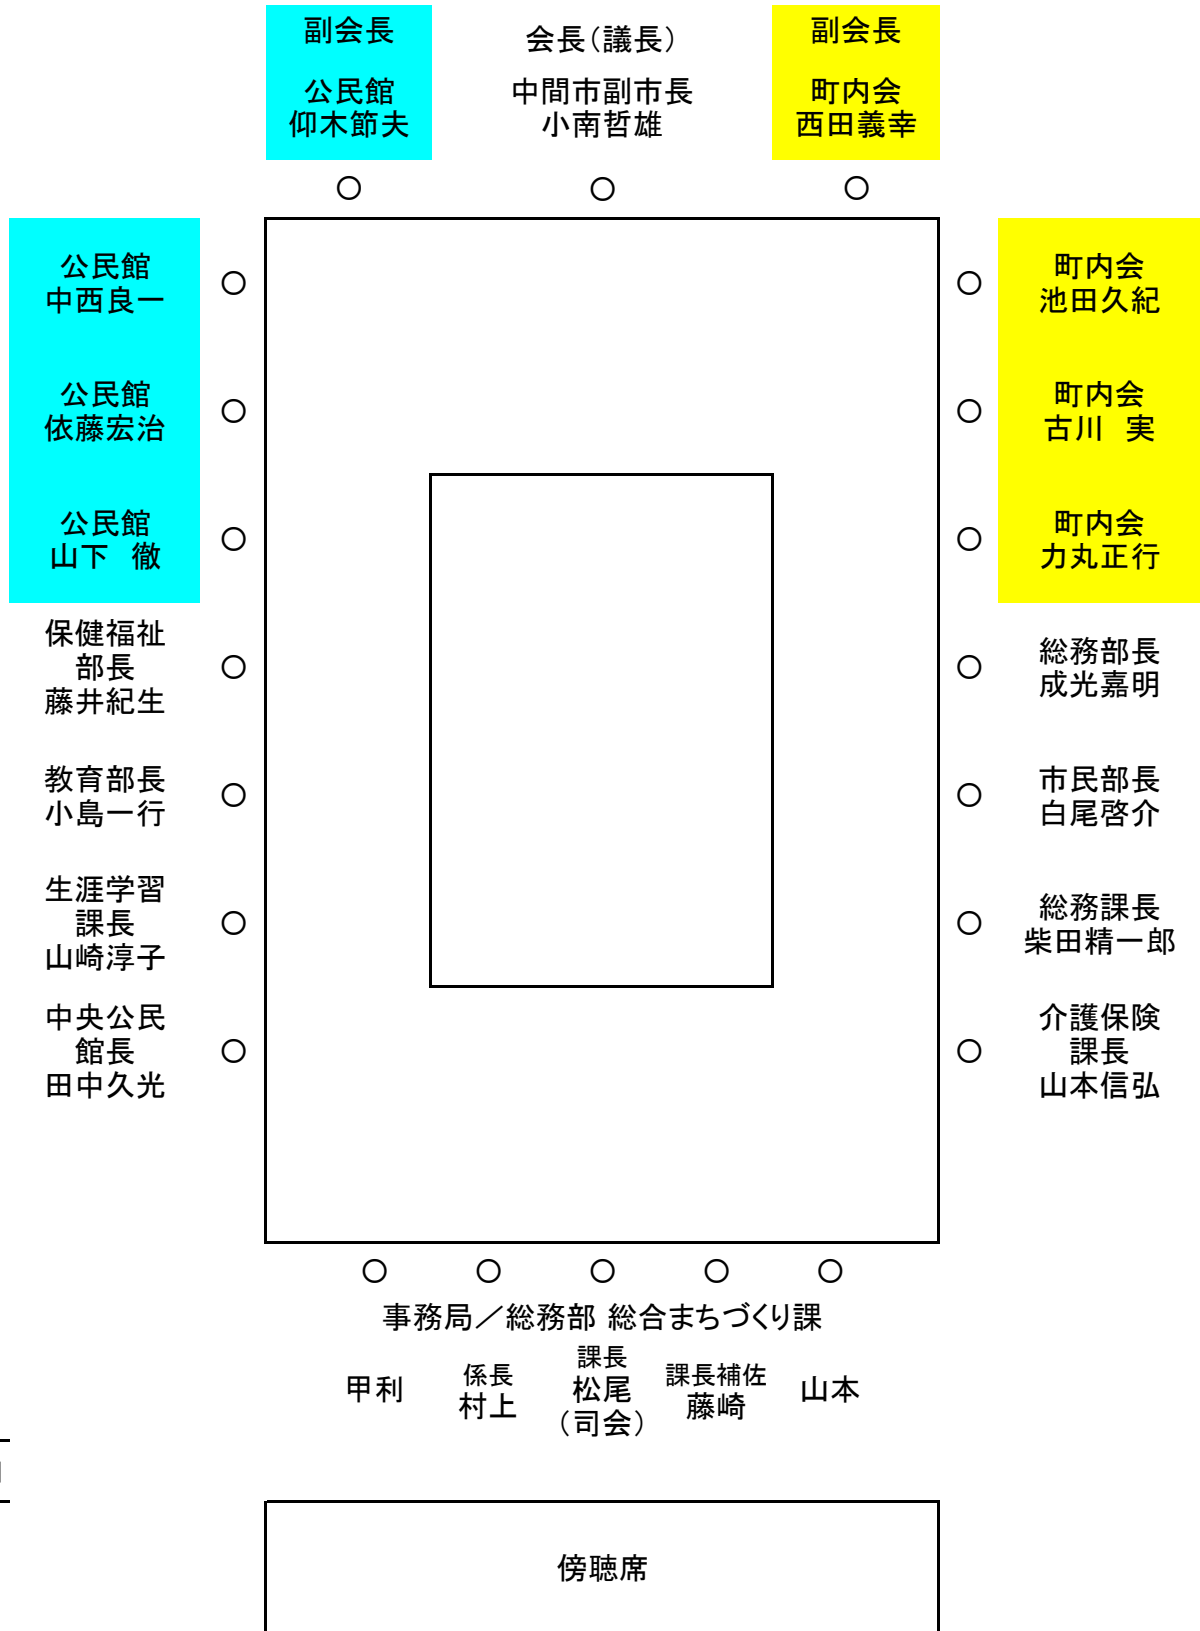 副会長
公民館
仰木節夫
会長（議長）
中間市副市長
小南哲雄
副会長
町内会
西田義幸
公民館
中西良一
町内会
池田久紀
公民館
依藤宏治
町内会
古川　実
公民館
山下　徹
町内会
力丸正行
保健福祉
部長
藤井紀生
総務部長
成光嘉明
教育部長
小島一行
市民部長
白尾啓介
生涯学習
課長
山崎淳子
総務課長
柴田精一郎
中央公民
館長
田中久光
介護保険
課長
山本信弘
事務局／総務部 総合まちづくり課
甲利
係長
村上
課長
松尾
（司会）
課長補佐
藤崎
山本
傍聴席